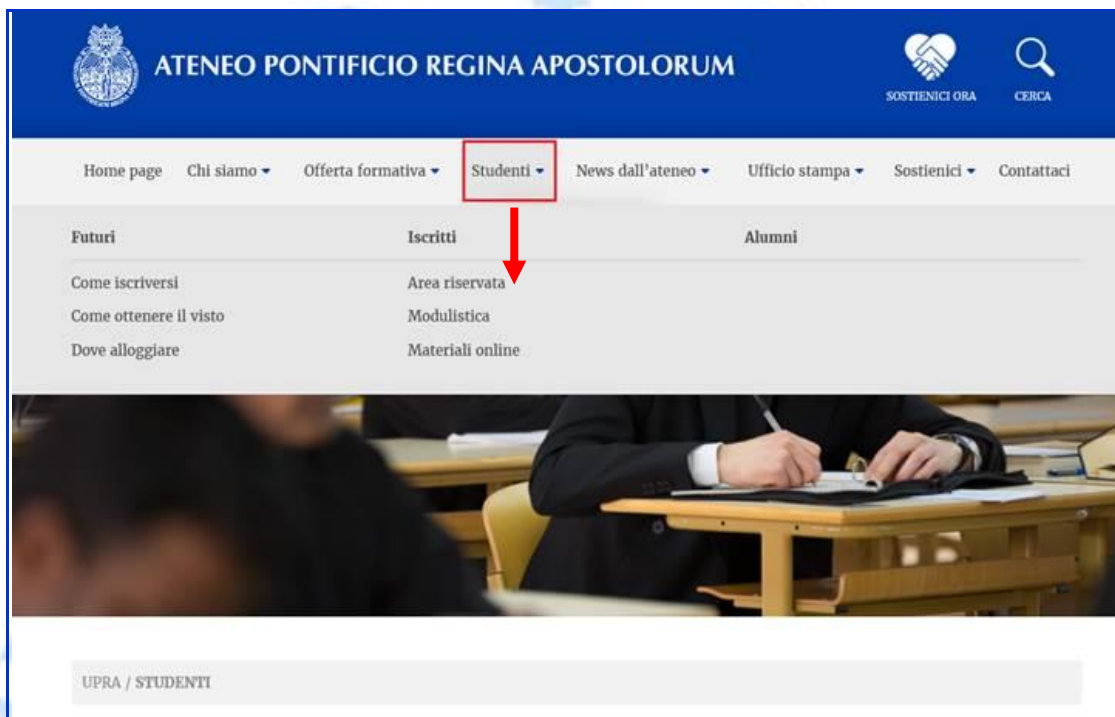 ATENEO PONTIFICIO REGINA APOSTOLORUM
SOSTIENICI ORA
CERCA
Home page Chi siamo Offerta formativa Studenti News dall'ateneo Ufficio stampa Sostienici Contattaci
Futuri Iscritti Alumni
Come iscriversi Area riservata
Come ottenere il visto Modulistica
Dove alloggiare Materiali online
UPRA / STUDENTI